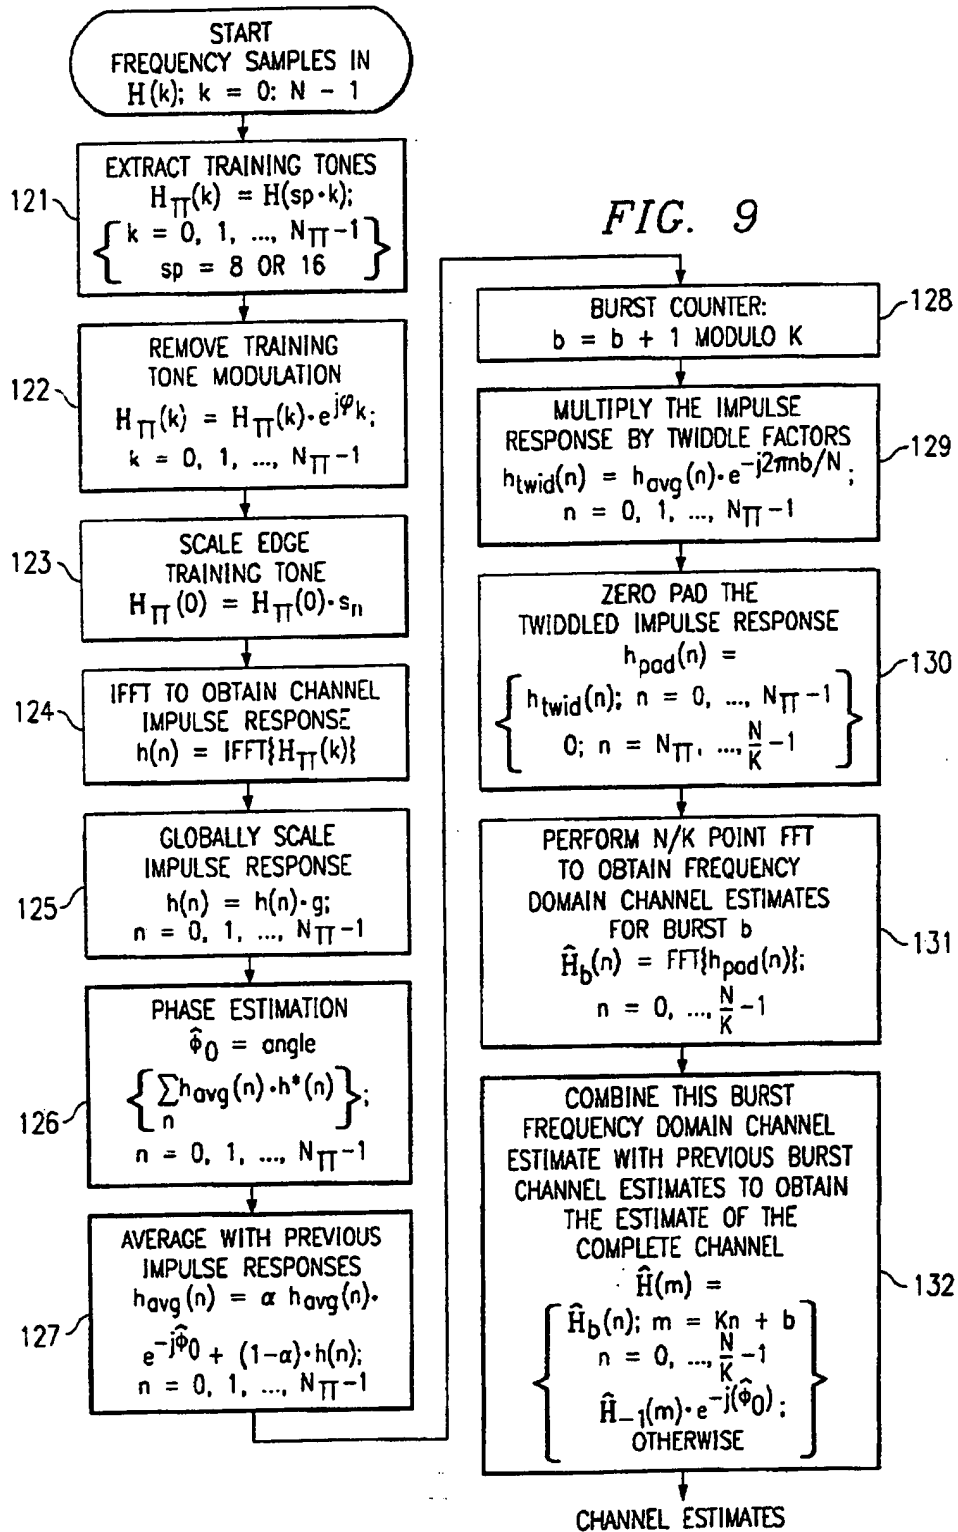 START
FREQUENCY SAMPLES IN
H(k); k = 0: N - 1
121
EXTRACT TRAINING TONES
H_TT(k) = H(sp·k);
{ k = 0, 1, ..., N_TT-1
sp = 8 OR 16 }
122
REMOVE TRAINING
TONE MODULATION
H_TT(k) = H_TT(k)·e^jφk;
k = 0, 1, ..., N_TT-1
123
SCALE EDGE
TRAINING TONE
H_TT(0) = H_TT(0)·s_n
124
IFFT TO OBTAIN CHANNEL
IMPULSE RESPONSE
h(n) = IFFT{H_TT(k)}
125
GLOBALLY SCALE
IMPULSE RESPONSE
h(n) = h(n)·g;
n = 0, 1, ..., N_TT-1
126
PHASE ESTIMATION
Φ̂_0 = angle
{ ∑_n h_avg(n)·h*(n) };
n = 0, 1, ..., N_TT-1
127
AVERAGE WITH PREVIOUS
IMPULSE RESPONSES
h_avg(n) = α h_avg(n)·
e^-jΦ̂0 + (1-α)·h(n);
n = 0, 1, ..., N_TT-1
FIG. 9
128
BURST COUNTER:
b = b + 1 MODULO K
129
MULTIPLY THE IMPULSE
RESPONSE BY TWIDDLE FACTORS
h_twid(n) = h_avg(n)·e^-j2πnb/N;
n = 0, 1, ..., N_TT-1
130
ZERO PAD THE
TWIDDLED IMPULSE RESPONSE
h_pad(n) =
{ h_twid(n); n = 0, ..., N_TT-1
0; n = N_TT, ..., N/K -1 }
131
PERFORM N/K POINT FFT
TO OBTAIN FREQUENCY
DOMAIN CHANNEL ESTIMATES
FOR BURST b
Ĥ_b(n) = FFT{h_pad(n)};
n = 0, ..., N/K -1
132
COMBINE THIS BURST
FREQUENCY DOMAIN CHANNEL
ESTIMATE WITH PREVIOUS BURST
CHANNEL ESTIMATES TO OBTAIN
THE ESTIMATE OF THE
COMPLETE CHANNEL
Ĥ(m) =
{ Ĥ_b(n); m = Kn + b
n = 0, ..., N/K -1
Ĥ_-1(m)·e^-j(Φ̂0);
OTHERWISE }
CHANNEL ESTIMATES